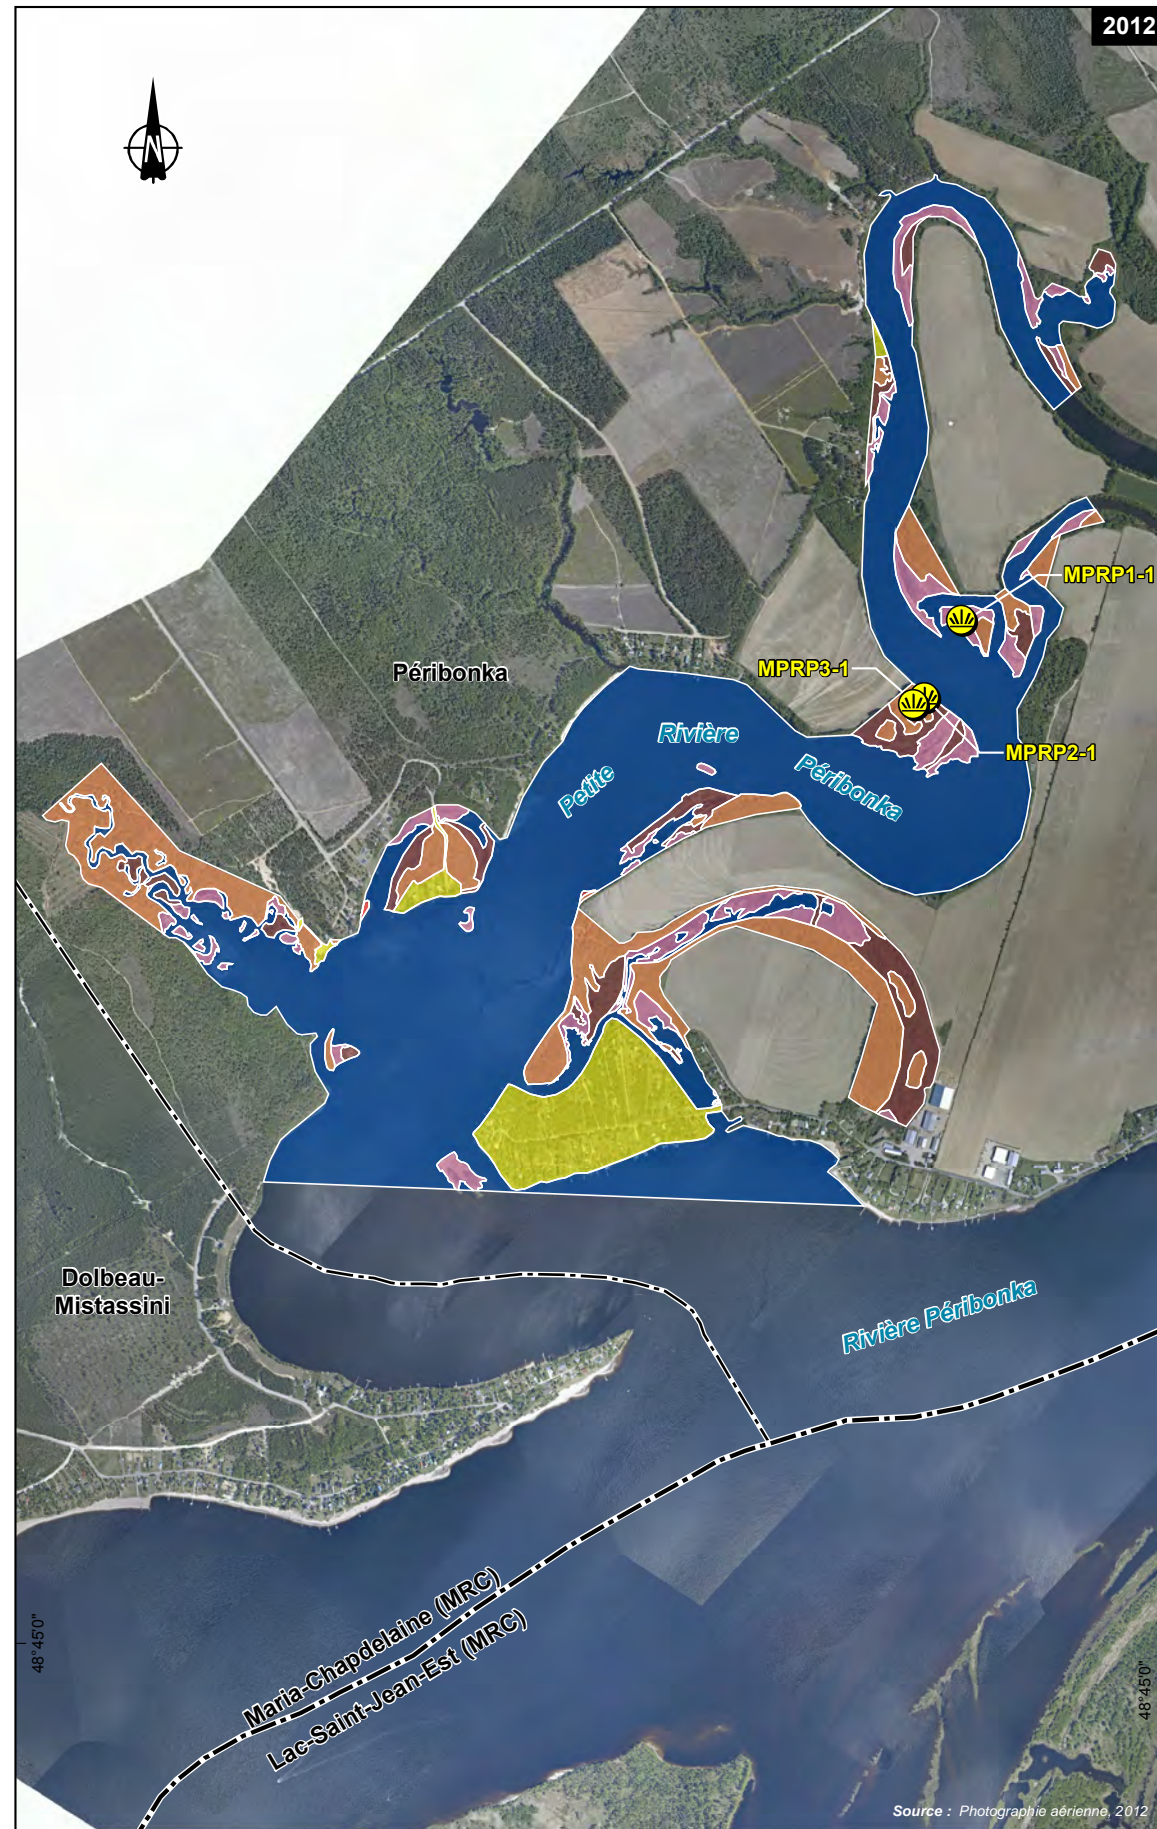 2012
N
MPRP1-1
Péribonka
MPRP3-1
Rivière
MPRP2-1
Petite
Péribonka
Dolbeau-
Mistassini
Rivière Péribonka
Maria-Chapdelaine (MRC)
Lac-Saint-Jean-Est (MRC)
48°45'0"
48°45'0"
Source : Photographie aérienne, 2012